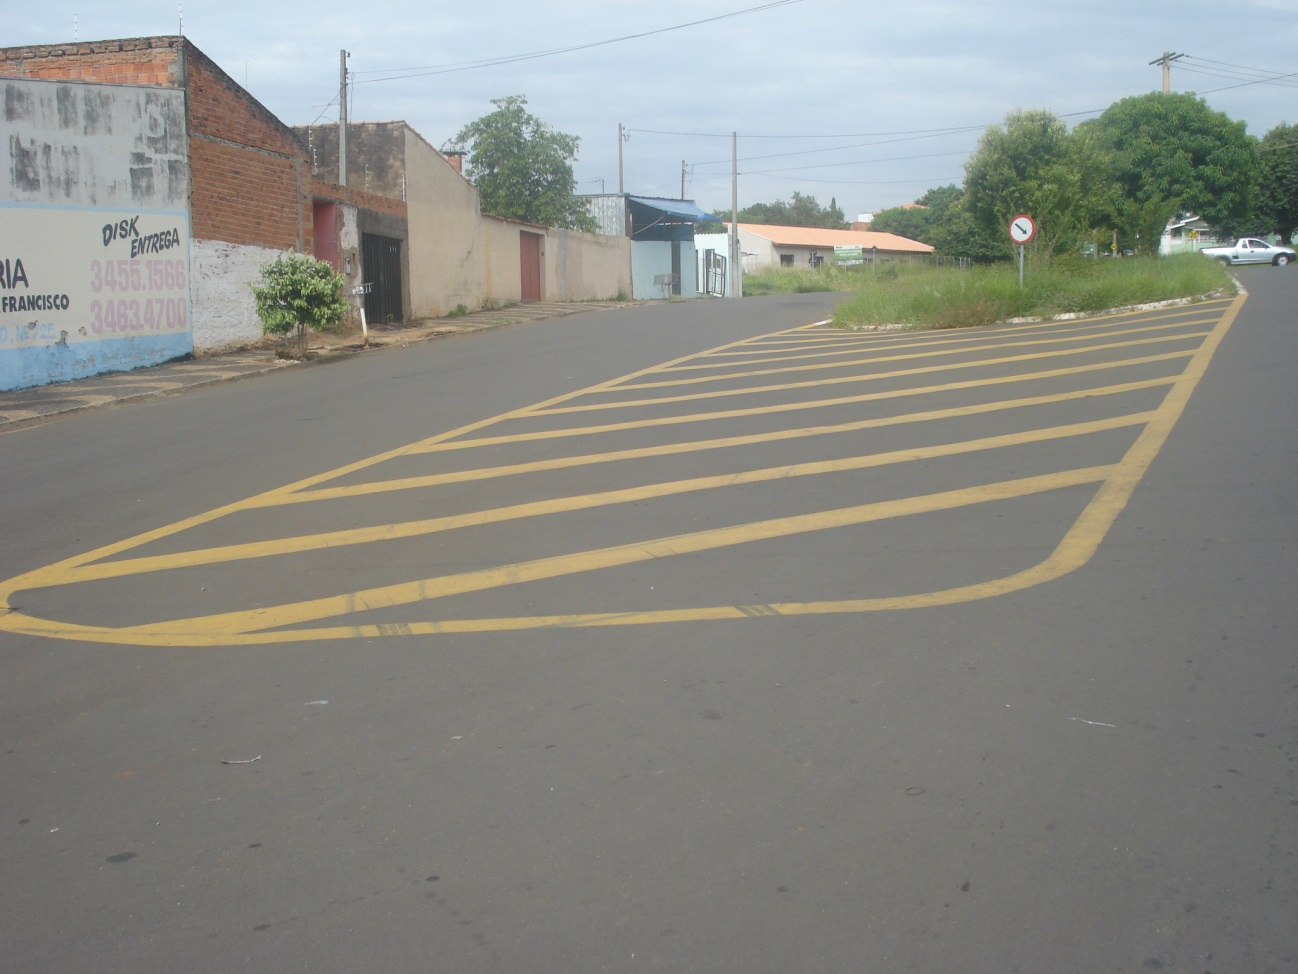 DISK
ENTREGA
3455.1566
3463.4700
RIA
FRANCISCO